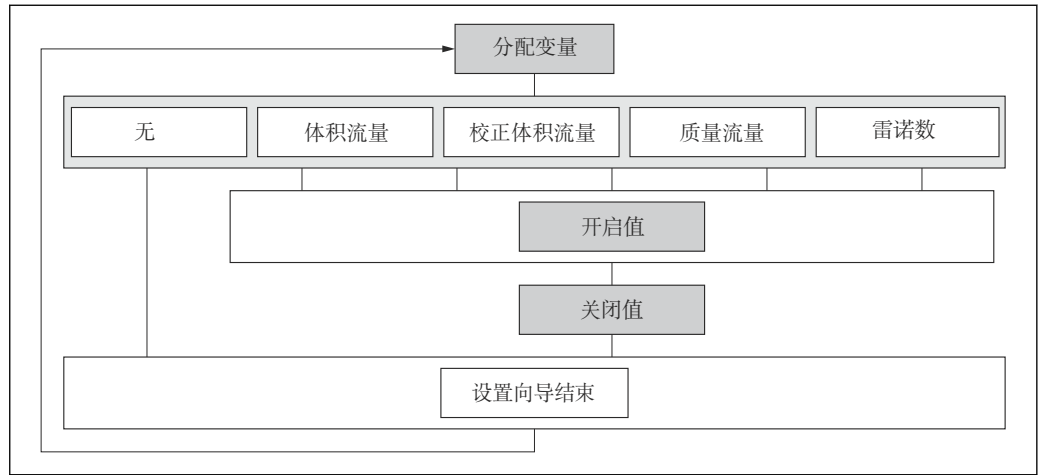 分配变量
无
体积流量
校正体积流量
质量流量
雷诺数
开启值
关闭值
设置向导结束